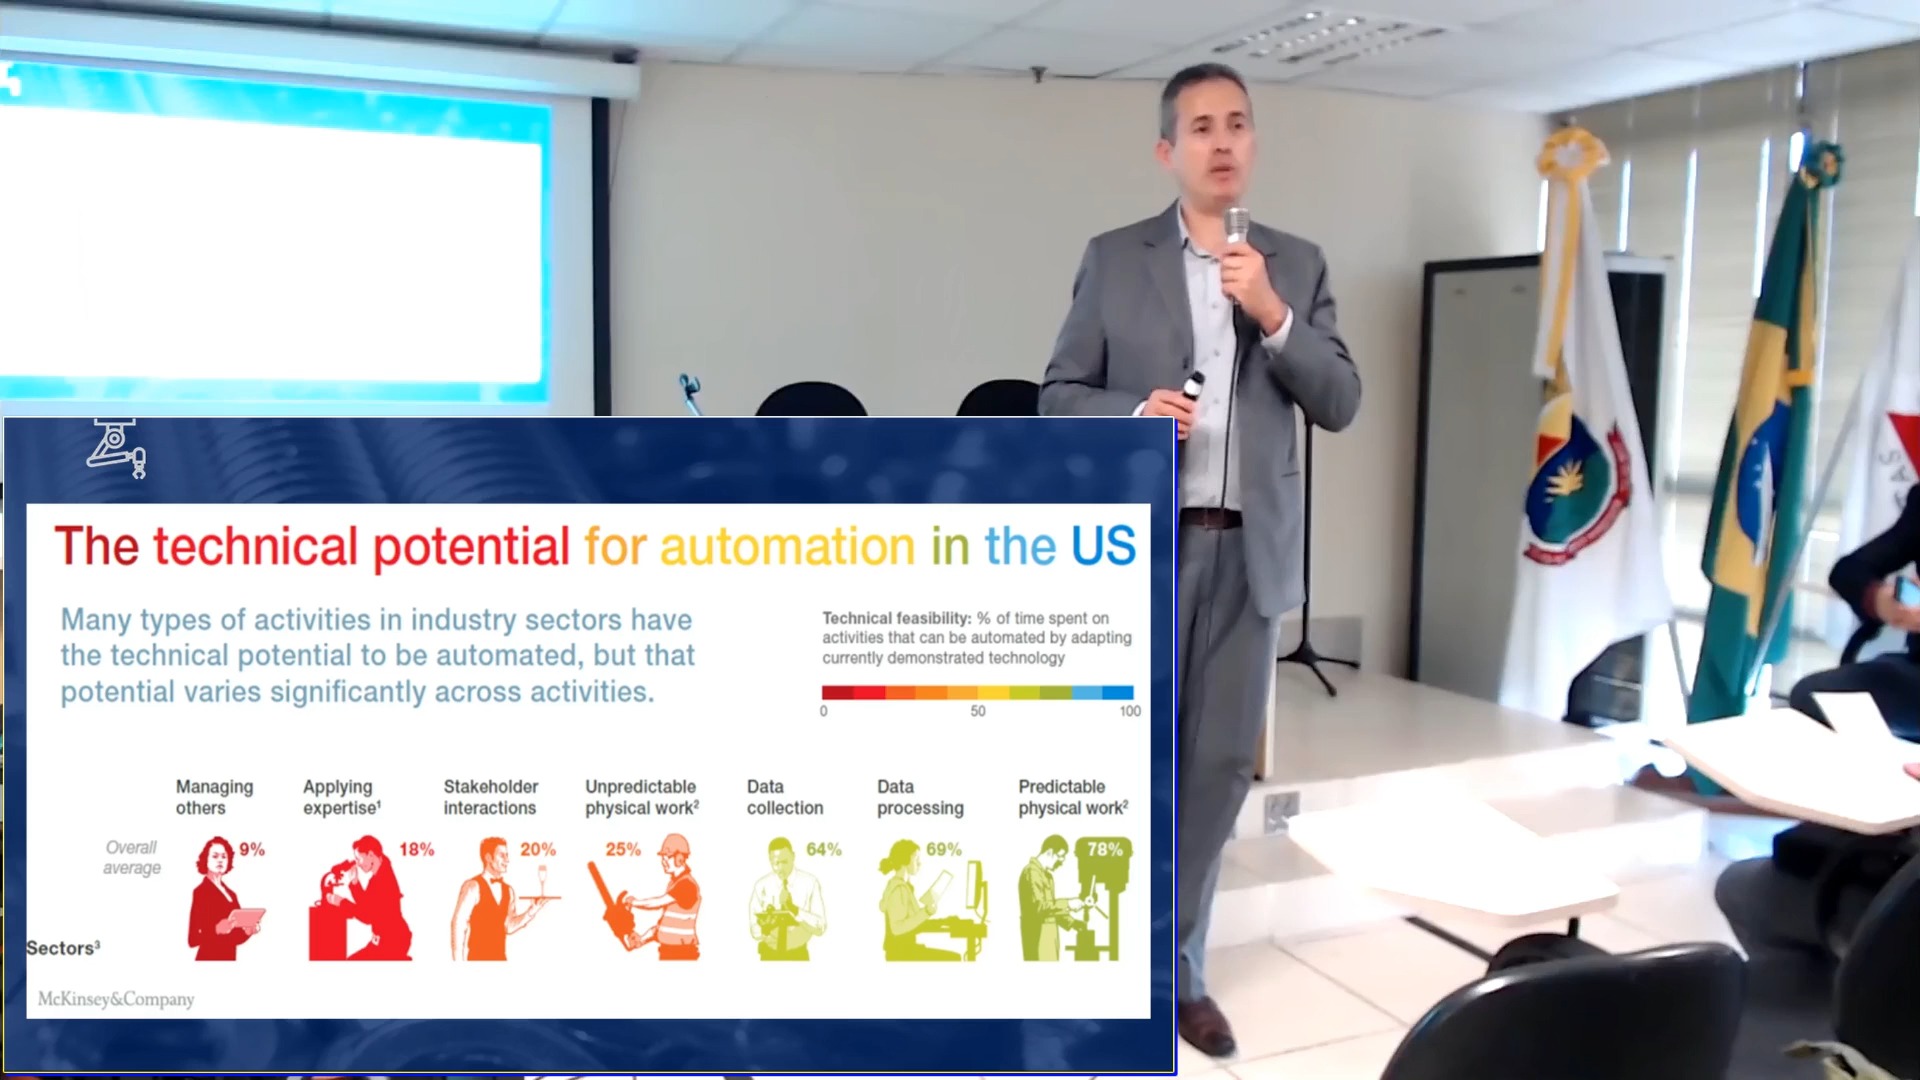 The technical potential for automation in the US
Many types of activities in industry sectors have
the technical potential to be automated, but that
potential varies significantly across activities.
Technical feasibility: % of time spent on
activities that can be automated by adapting
currently demonstrated technology
0 50 100
Managing
others
Applying
expertise¹
Stakeholder
interactions
Unpredictable
physical work²
Data
collection
Data
processing
Predictable
physical work²
Overall
average
9% 18% 20% 25% 64% 69% 78%
Sectors³
McKinsey&Company